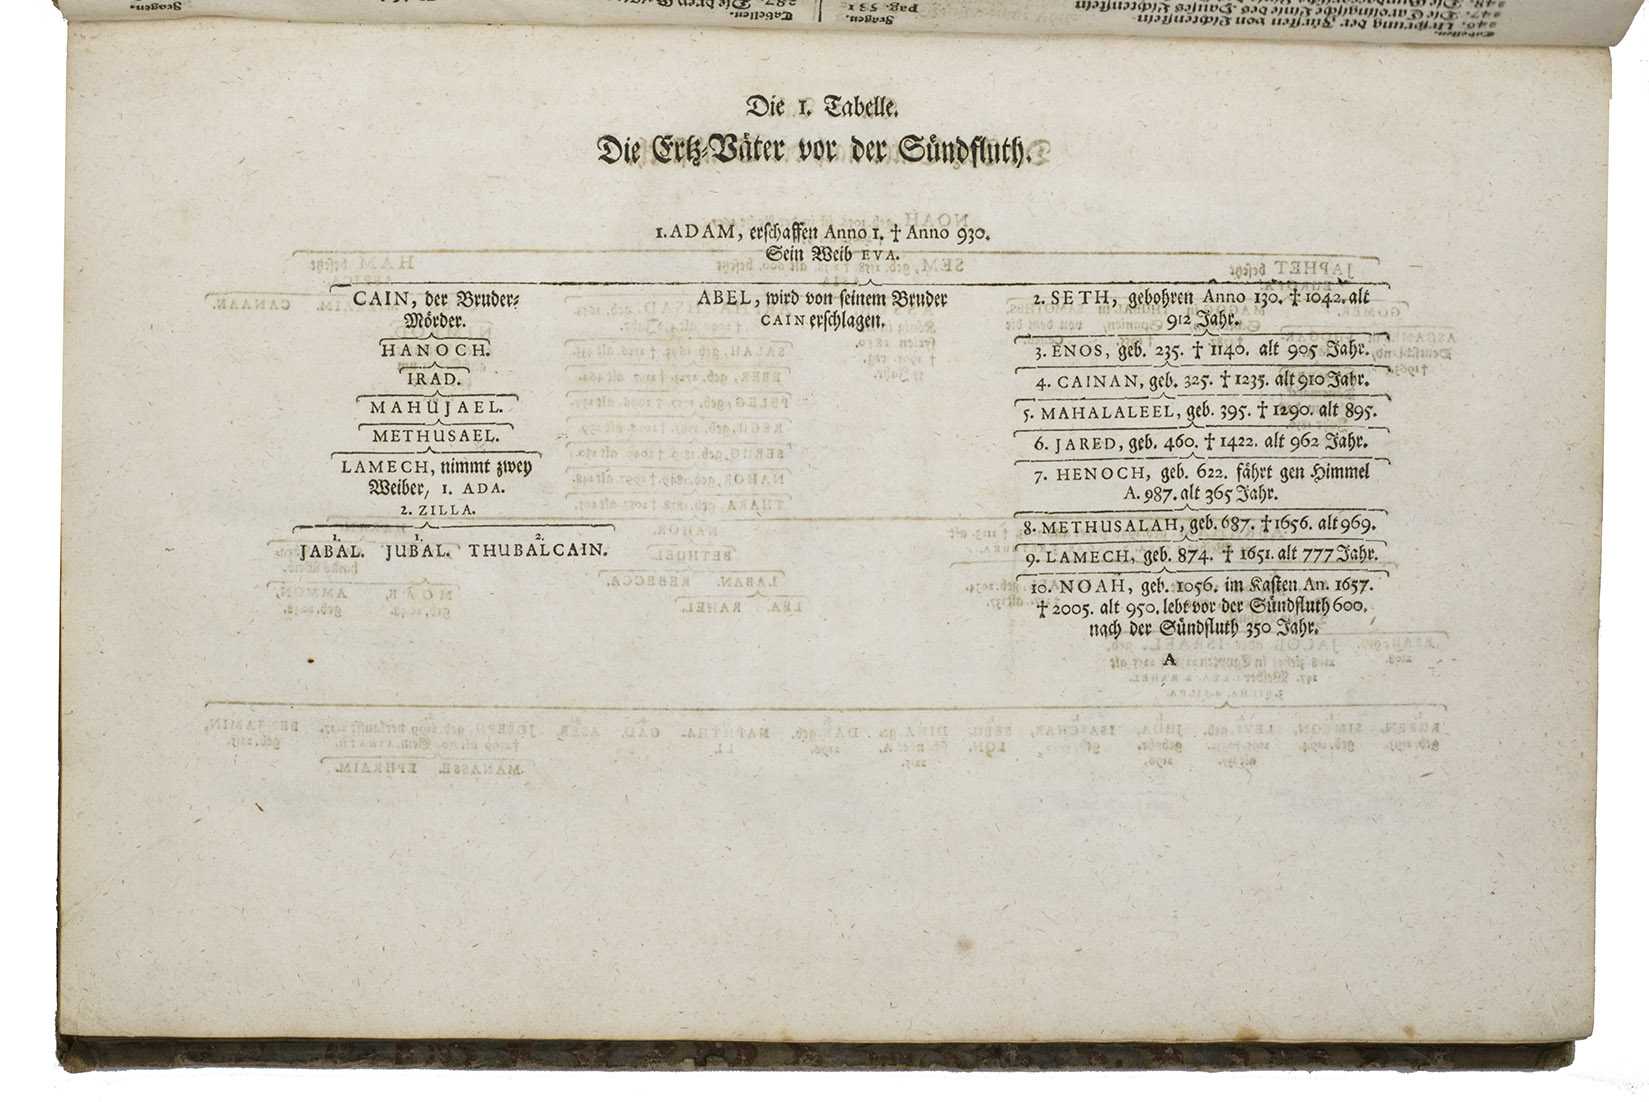 Die 1. Tabelle.
Die Ertz-Väter vor der Sündfluth.
1. ADAM, erschaffen Anno 1. † Anno 930.
Sein Weib EVA.
CAIN, der Bruder-
Mörder.
HANOCH.
IRAD.
MAHUJAEL.
METHUSAEL.
LAMECH, nimmt zwey
Weiber, 1. ADA.
2. ZILLA.
1. 1. 2.
JABAL. JUBAL. THUBALCAIN.
ABEL, wird von seinem Bruder
CAIN erschlagen.
2. SETH, gebohren Anno 130. † 1042. alt
912 Jahr.
3. ENOS, geb. 235. † 1140. alt 905 Jahr.
4. CAINAN, geb. 325. † 1235. alt 910 Jahr.
5. MAHALALEEL, geb. 395. † 1290. alt 895.
6. JARED, geb. 460. † 1422. alt 962 Jahr.
7. HENOCH, geb. 622. fährt gen Himmel
A. 987. alt 365 Jahr.
8. METHUSALAH, geb. 687. † 1656. alt 969.
9. LAMECH, geb. 874. † 1651. alt 777 Jahr.
10. NOAH, geb. 1056. im Kasten An. 1657.
† 2005. alt 950. lebt vor der Sündfluth 600.
nach der Sündfluth 350 Jahr.
A